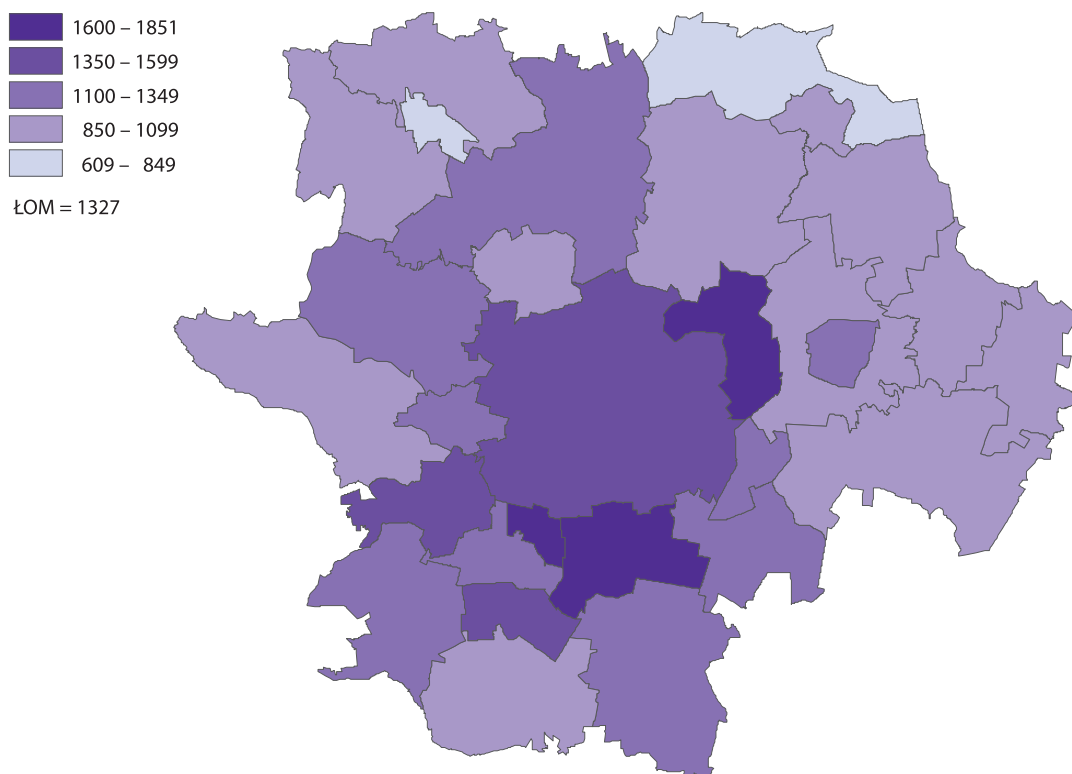 1600 – 1851
1350 – 1599
1100 – 1349
850 – 1099
609 – 849
ŁOM = 1327